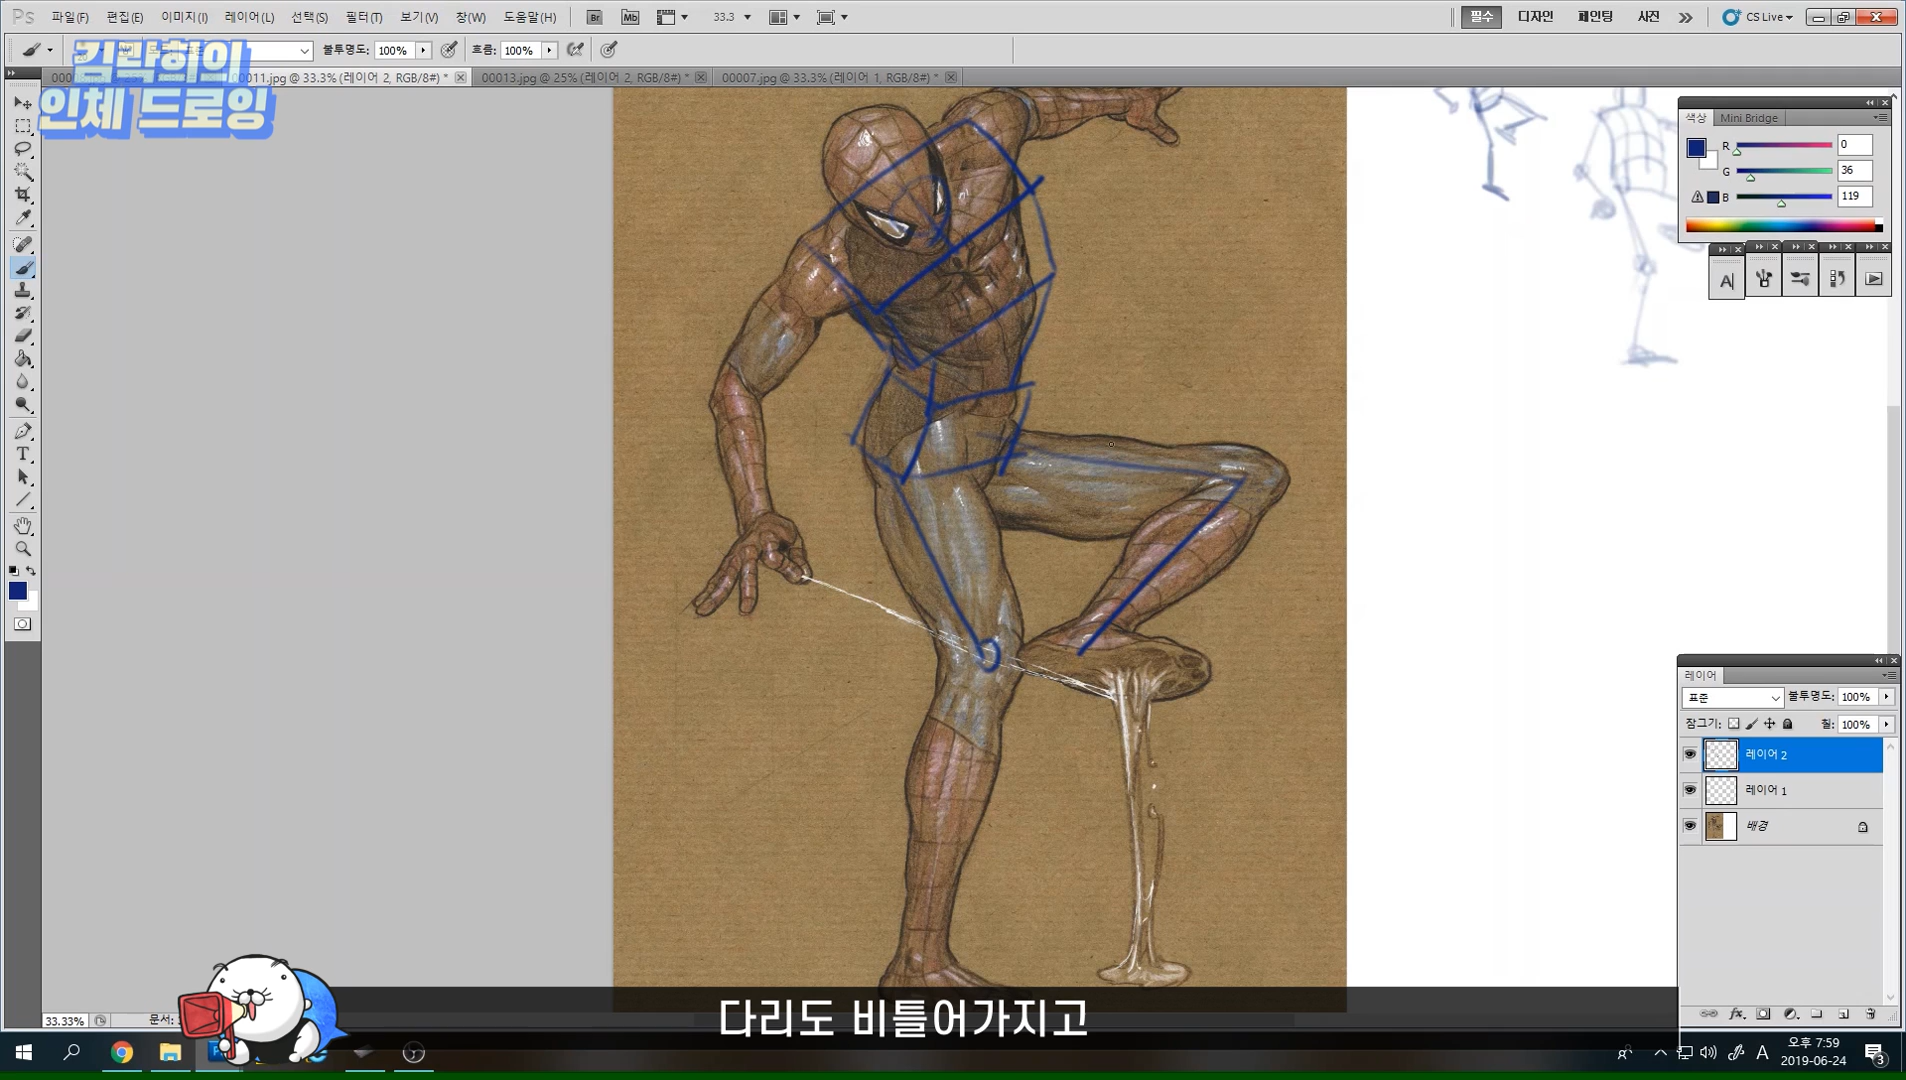 Ps 파일(F) 편집(E) 이미지(I) 레이어(L) 선택(S) 필터(T) 보기(V) 창(W) 도움말(H) Br Mb 33.3 필수 디자인 페인팅 사진 CS Live
불투명도: 100% 흐름: 100%
00011.jpg @ 33.3% (레이어 2, RGB/8#) * 00013.jpg @ 25% (레이어 2, RGB/8#) * 00007.jpg @ 33.3% (레이어 1, RGB/8#) *
김락희의
인체 드로잉
색상 Mini Bridge
R 0
G 36
B 119
A
T
레이어
표준 불투명도: 100%
잠그기: 칠: 100%
레이어 2
레이어 1
배경
fx
33.33% 문서:
다리도 비틀어가지고
A 오후 7:59
2019-06-24
3